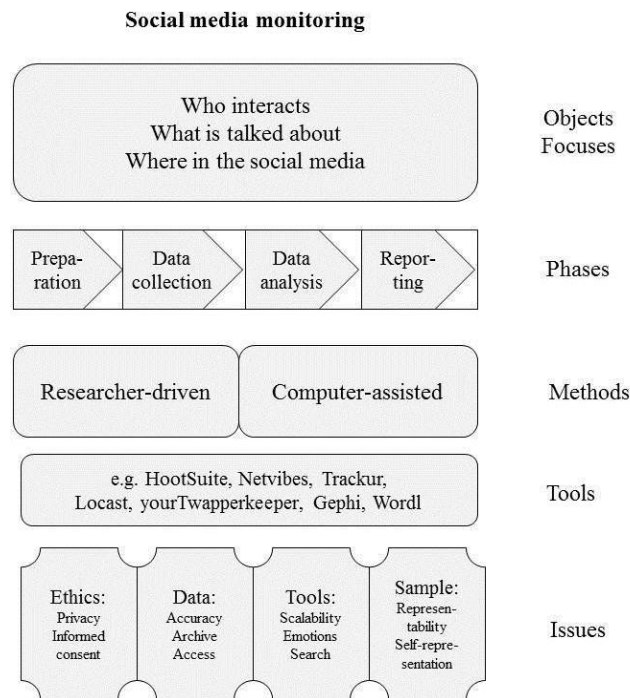 Social media monitoring
Who interacts
What is talked about
Where in the social media
Objects
Focuses
Prepa-
ration
Data
collection
Data
analysis
Repor-
ting
Phases
Researcher-driven
Computer-assisted
Methods
e.g. HootSuite, Netvibes, Trackur,
Locast, yourTwapperkeeper, Gephi, Wordl
Tools
Ethics:
Privacy
Informed
consent
Data:
Accuracy
Archive
Access
Tools:
Scalability
Emotions
Search
Sample:
Represen-
tability
Self-repre-
sentation
Issues